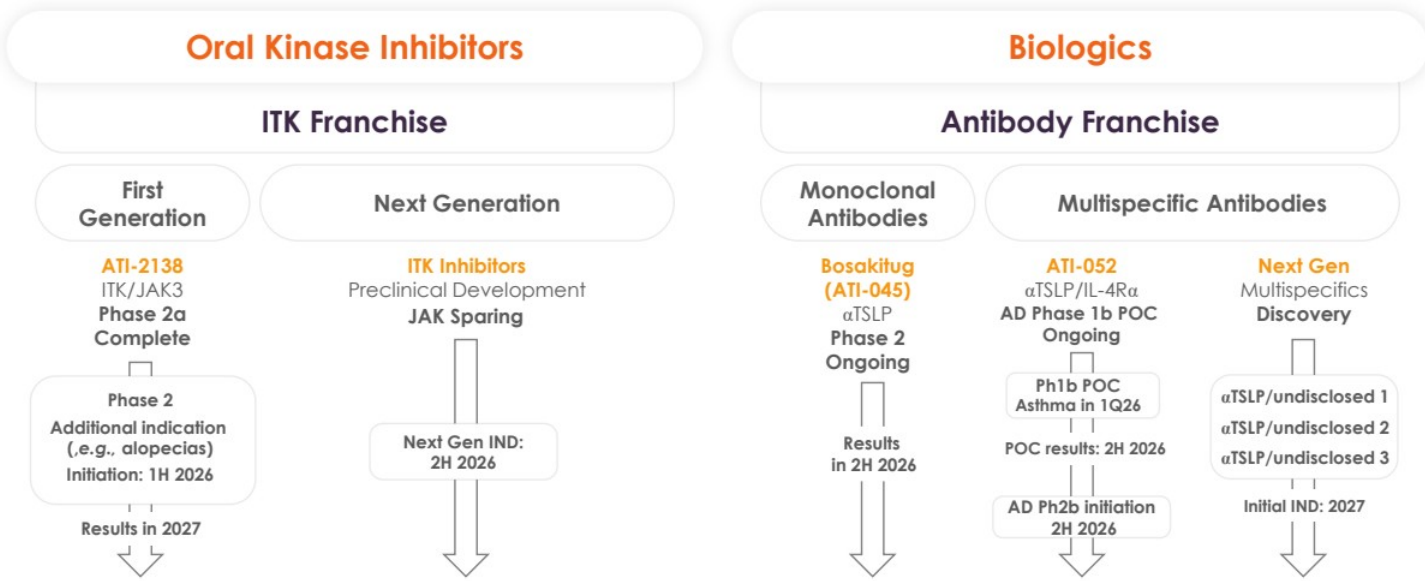 Oral Kinase Inhibitors
ITK Franchise
First
Generation
ATI-2138
ITK/JAK3
Phase 2a
Complete
Phase 2
Additional indication
(,e.g., alopecias)
Initiation: 1H 2026
Results in 2027
Next Generation
ITK Inhibitors
Preclinical Development
JAK Sparing
Next Gen IND:
2H 2026
Biologics
Antibody Franchise
Monoclonal
Antibodies
Bosakitug
(ATI-045)
αTSLP
Phase 2
Ongoing
Results
in 2H 2026
Multispecific Antibodies
ATI-052
αTSLP/IL-4Rα
AD Phase 1b POC
Ongoing
Ph1b POC
Asthma in 1Q26
POC results: 2H 2026
AD Ph2b initiation
2H 2026
Next Gen
Multispecifics
Discovery
αTSLP/undisclosed 1
αTSLP/undisclosed 2
αTSLP/undisclosed 3
Initial IND: 2027